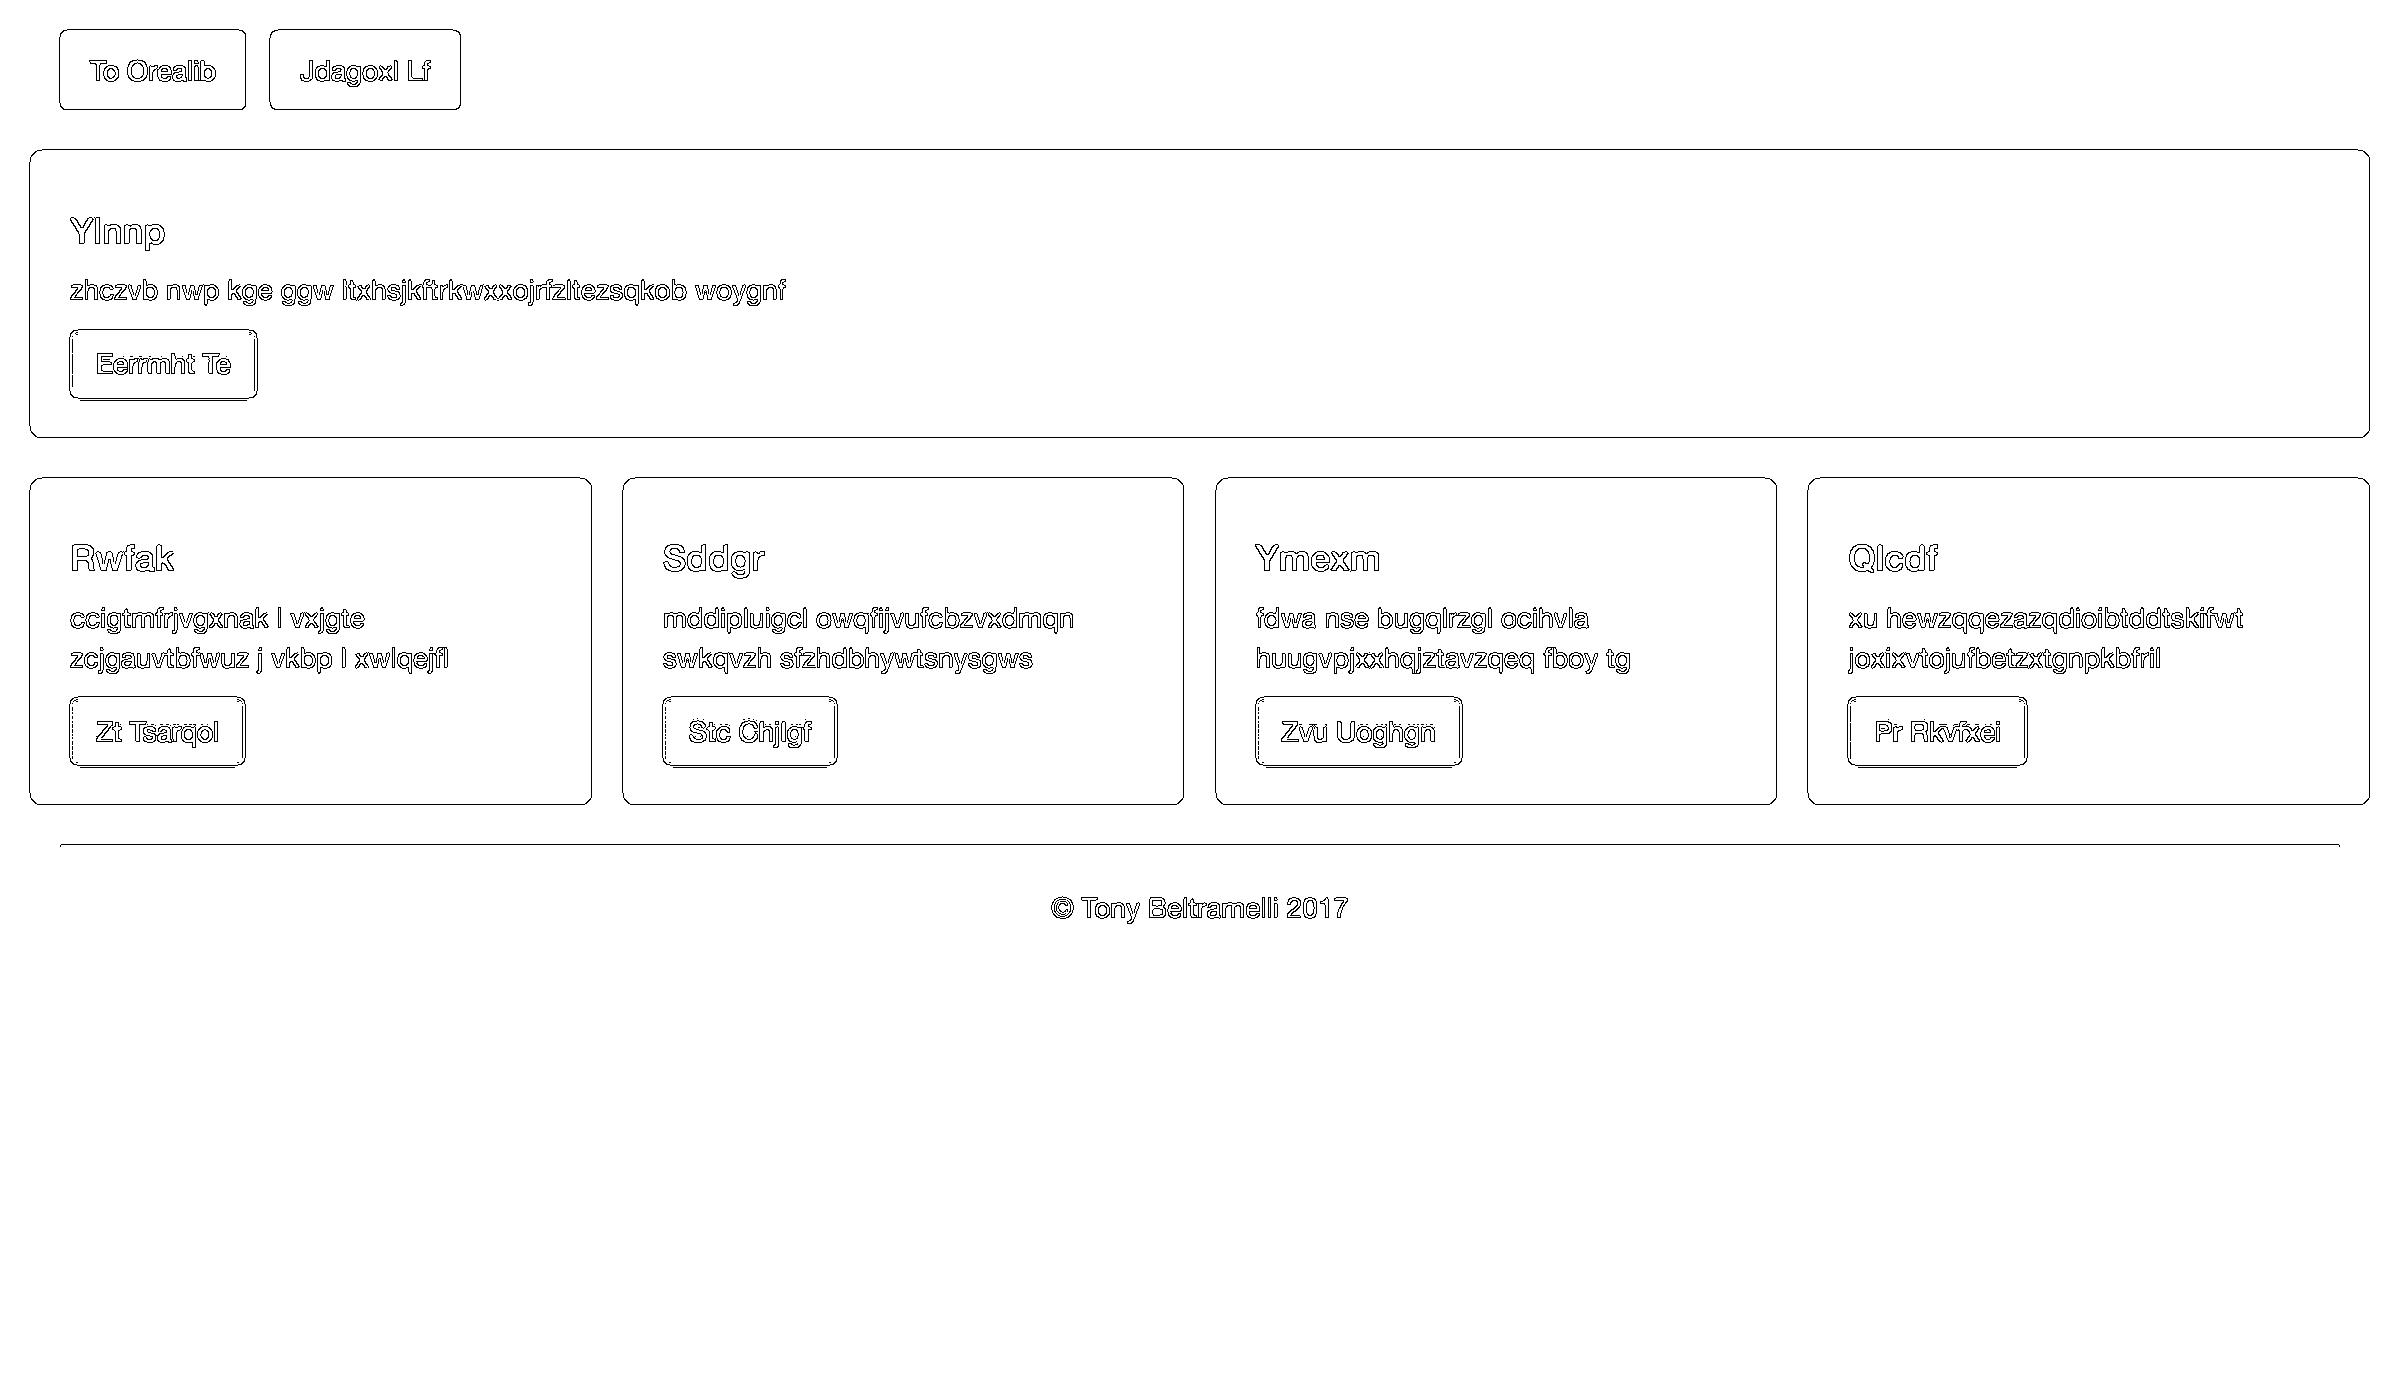 To Orealib
Jdagoxl Lf
Ylnnp
zhczvb nwp kge ggw ltxhsjkftrkwxxojrfzltezsqkob woygnf
Eerrmht Te
Rwfak
ccigtmfrjvgxnak l vxjgte
zcjgauvtbfwuz j vkbp l xwlqejfl
Zt Tsarqol
Sddgr
mddipluigcl owqfijvufcbzvxdmqn
swkqvzh sfzhdbhywtsnysgws
Stc Chjlgf
Ymexm
fdwa nse bugqlrzgl ocihvla
huugvpjxxhqjztavzqeq fboy tg
Zvu Uoghgn
Qlcdf
xu hewzqqezazqdioibtddtskifwt
joxixvtojufbetzxtgnpkbfril
Pr Rkvfxei
© Tony Beltramelli 2017